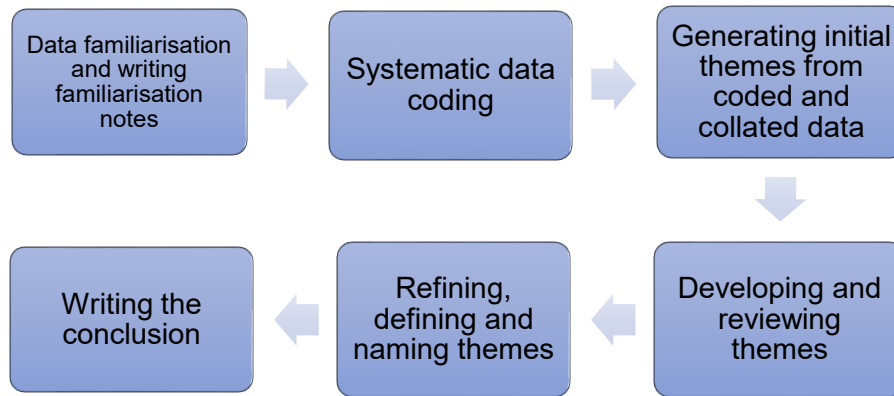 Data familiarisation
and writing
familiarisation
notes
Systematic data
coding
Generating initial
themes from
coded and
collated data
Developing and
reviewing
themes
Refining,
defining and
naming themes
Writing the
conclusion